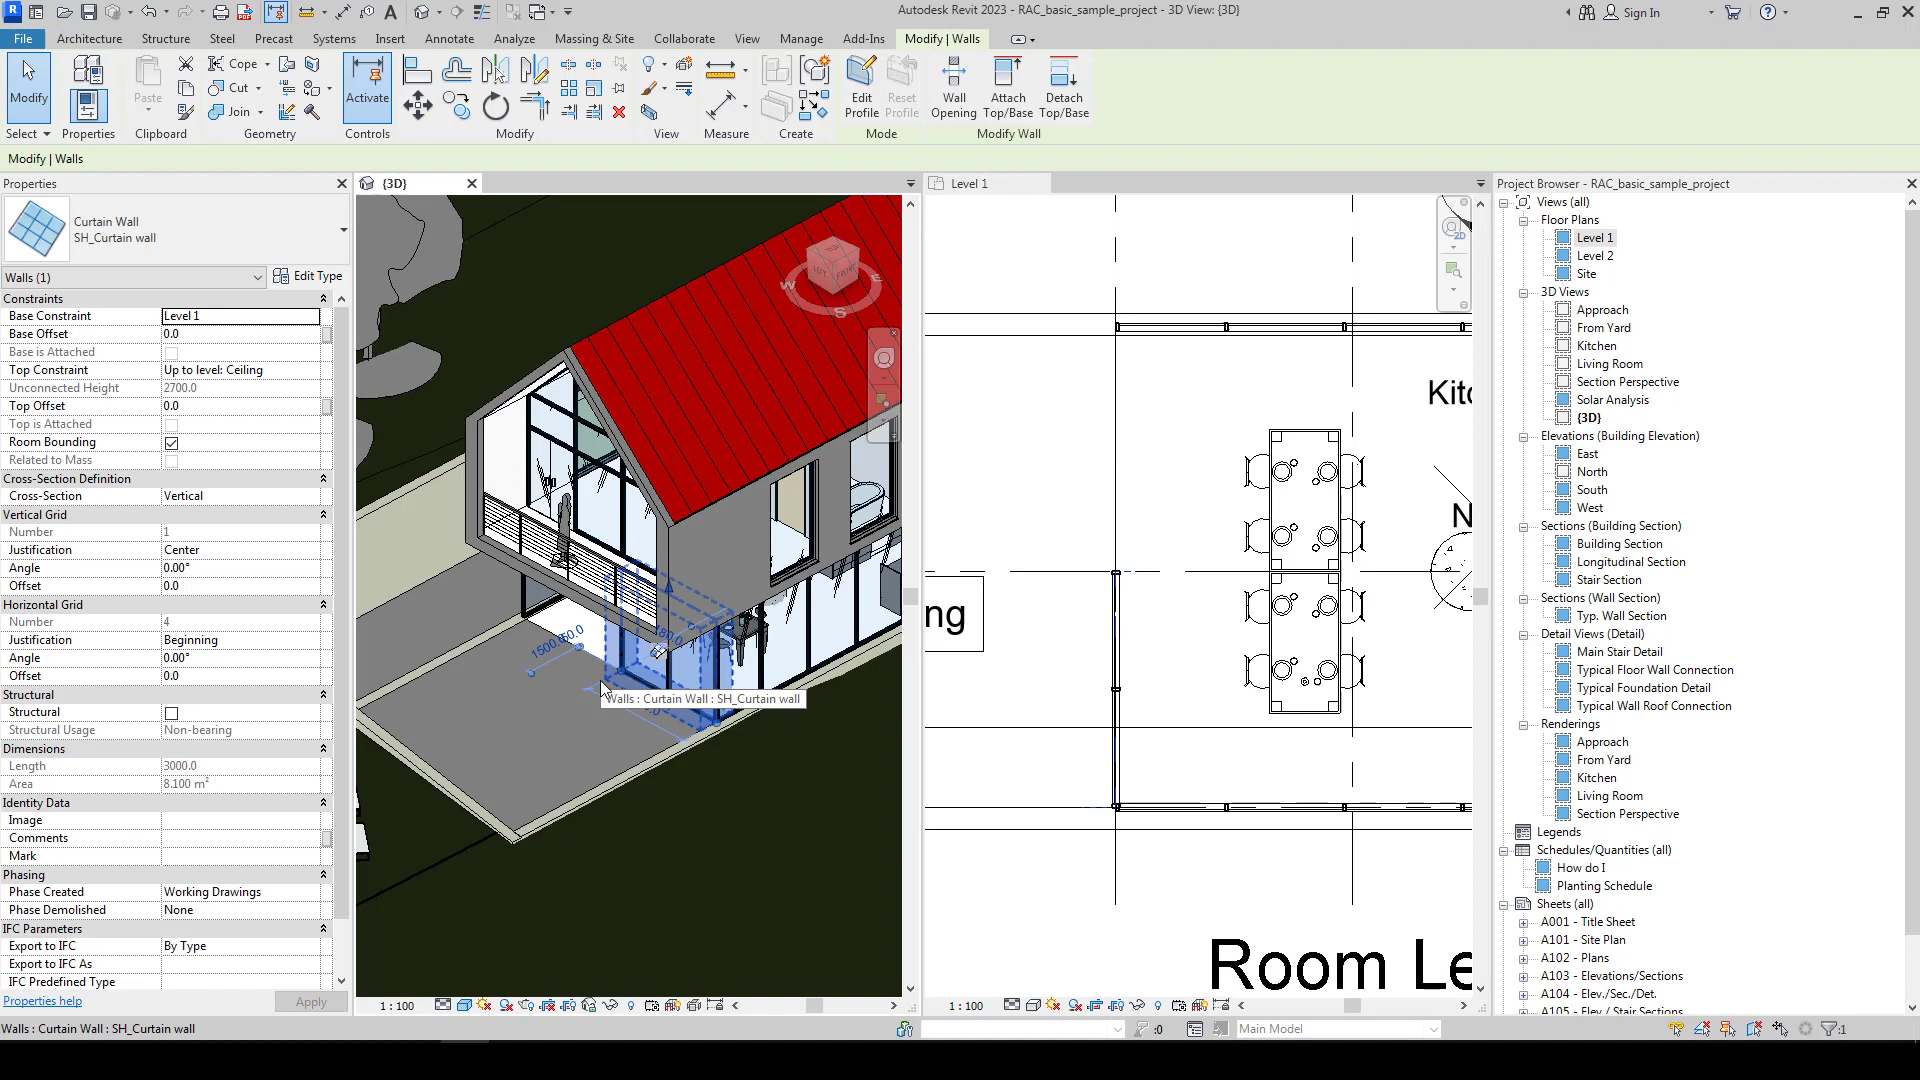 Autodesk Revit 2023 - RAC_basic_sample_project - 3D View: {3D}
Sign In
File Architecture Structure Steel Precast Systems Insert Annotate Analyze Massing & Site Collaborate View Manage Add-Ins Modify | Walls
Modify
Paste
Cope
Cut
Join
Activate
Edit Profile
Reset Profile
Wall Opening
Attach Top/Base
Detach Top/Base
Select Properties Clipboard Geometry Controls Modify View Measure Create Mode Modify Wall
Modify | Walls
Properties
Curtain Wall
SH_Curtain wall
Walls (1)
Edit Type
Constraints
Base Constraint Level 1
Base Offset 0.0
Base is Attached
Top Constraint Up to level: Ceiling
Unconnected Height 2700.0
Top Offset 0.0
Top is Attached
Room Bounding
Related to Mass
Cross-Section Definition
Cross-Section Vertical
Vertical Grid
Number 1
Justification Center
Angle 0.00°
Offset 0.0
Horizontal Grid
Number 4
Justification Beginning
Angle 0.00°
Offset 0.0
Structural
Structural
Structural Usage Non-bearing
Dimensions
Length 3000.0
Area 8.100 m²
Identity Data
Image
Comments
Mark
Phasing
Phase Created Working Drawings
Phase Demolished None
IFC Parameters
Export to IFC By Type
Export to IFC As
IFC Predefined Type
Properties help
Apply
{3D}
TOP
LEFT
FRONT
W
E
S
1500.0
Walls : Curtain Wall : SH_Curtain wall
1 : 100
Level 1
2D
Kitc
N
ng
Room Le
1 : 100
Project Browser - RAC_basic_sample_project
Views (all)
Floor Plans
Level 1
Level 2
Site
3D Views
Approach
From Yard
Kitchen
Living Room
Section Perspective
Solar Analysis
{3D}
Elevations (Building Elevation)
East
North
South
West
Sections (Building Section)
Building Section
Longitudinal Section
Stair Section
Sections (Wall Section)
Typ. Wall Section
Detail Views (Detail)
Main Stair Detail
Typical Floor Wall Connection
Typical Foundation Detail
Typical Wall Roof Connection
Renderings
Approach
From Yard
Kitchen
Living Room
Section Perspective
Legends
Schedules/Quantities (all)
How do I
Planting Schedule
Sheets (all)
A001 - Title Sheet
A101 - Site Plan
A102 - Plans
A103 - Elevations/Sections
A104 - Elev./Sec./Det.
A105 - Elev./ Stair Sections
Walls : Curtain Wall : SH_Curtain wall
:0
Main Model
:1